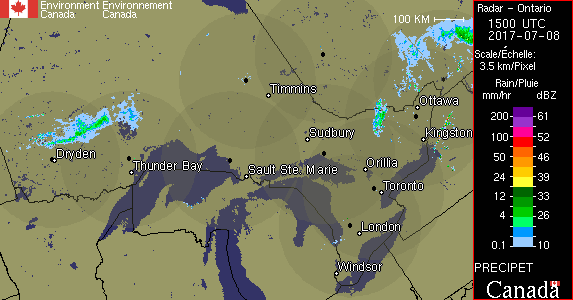 Environment Environnement
Canada Canada
100 KM
Timmins
Ottawa
Sudbury
Kingston
Dryden
Thunder Bay
Sault Ste. Marie
Orillia
Toronto
London
Windsor
Radar - Ontario
1500 UTC
2017-07-08
Scale/Échelle:
3.5 km/Pixel
Rain/Pluie
mm/hr dBZ
200 61
100 52
50 46
24 39
12 33
4 26
0.1 10
PRECIPET
Canada